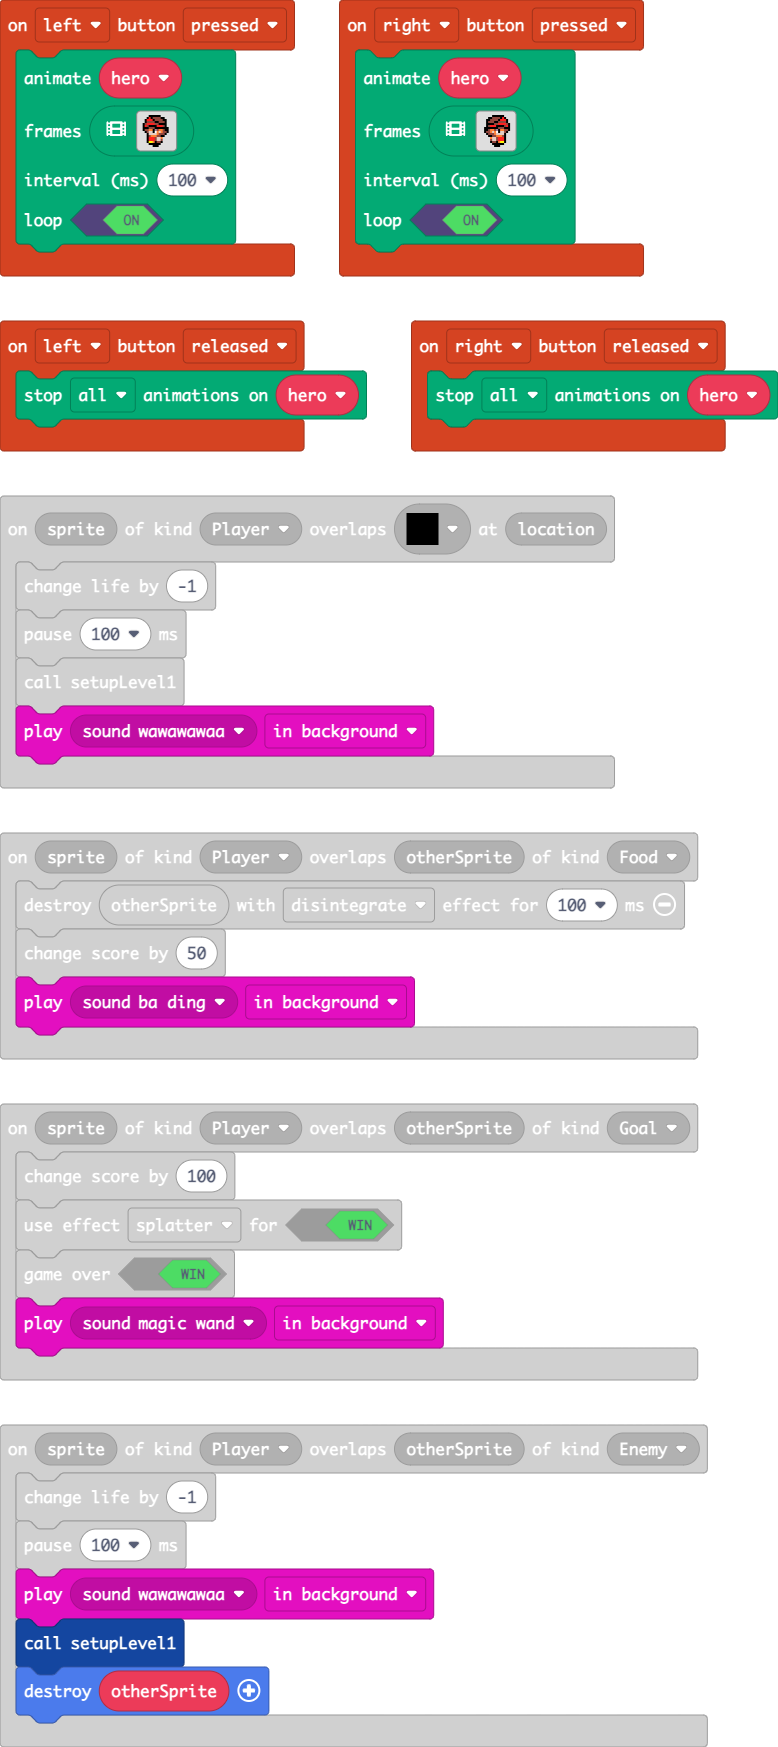 on left button pressed
animate hero
frames
interval (ms) 100
loop ON
on right button pressed
animate hero
frames
interval (ms) 100
loop ON
on left button released
stop all animations on hero
on right button released
stop all animations on hero
on sprite of kind Player overlaps at location
change life by -1
pause 100 ms
call setupLevel1
play sound wawawawaa in background
on sprite of kind Player overlaps otherSprite of kind Food
destroy otherSprite with disintegrate effect for 100 ms
change score by 50
play sound ba ding in background
on sprite of kind Player overlaps otherSprite of kind Goal
change score by 100
use effect splatter for WIN
game over WIN
play sound magic wand in background
on sprite of kind Player overlaps otherSprite of kind Enemy
change life by -1
pause 100 ms
play sound wawawawaa in background
call setupLevel1
destroy otherSprite